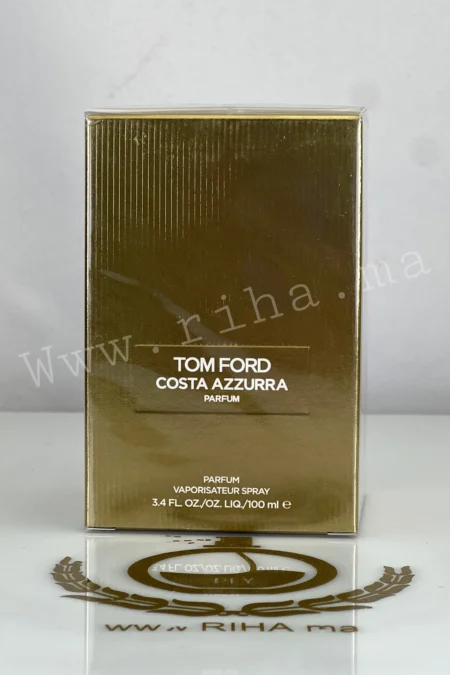 www.riha.ma
TOM FORD
COSTA AZZURRA
PARFUM
PARFUM
VAPORISATEUR SPRAY
3.4 FL. OZ./OZ. LIQ./100 ml e
RIHA ma